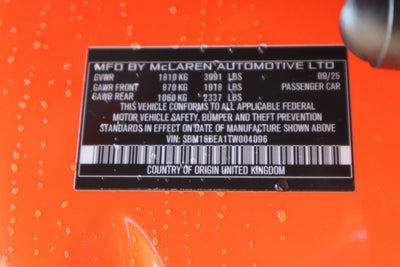 MFD BY McLAREN AUTOMOTIVE LTD
GVWR 1810 KG 3991 LBS 09/25
GAWR FRONT 870 KG 1918 LBS PASSENGER CAR
GAWR REAR 1060 KG 2337 LBS
THIS VEHICLE CONFORMS TO ALL APPLICABLE FEDERAL
MOTOR VEHICLE SAFETY, BUMPER AND THEFT PREVENTION
STANDARDS IN EFFECT ON DATE OF MANUFACTURE SHOWN ABOVE
VIN: SBM16BEA1TW004096
COUNTRY OF ORIGIN UNITED KINGDOM